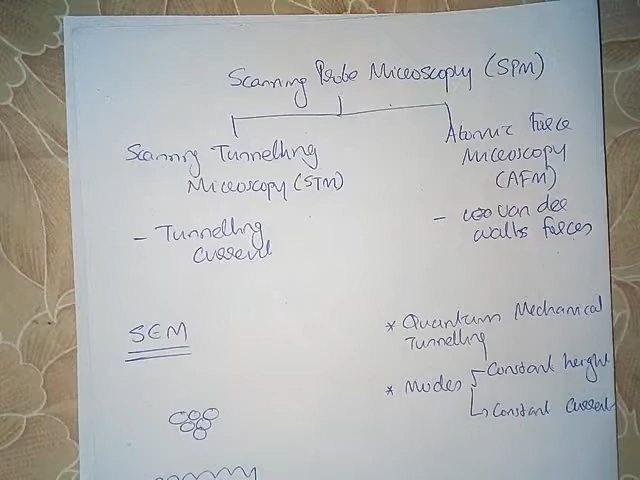 Scanning Probe Microscopy (SPM)
Scanning Tunnelling
Microscopy (STM)
- Tunnelling
current
Atomic Force
Microscopy
(AFM)
- van der
walls forces
SEM
* Quantum Mechanical
Tunnelling
* Modes
Constant height
Constant current